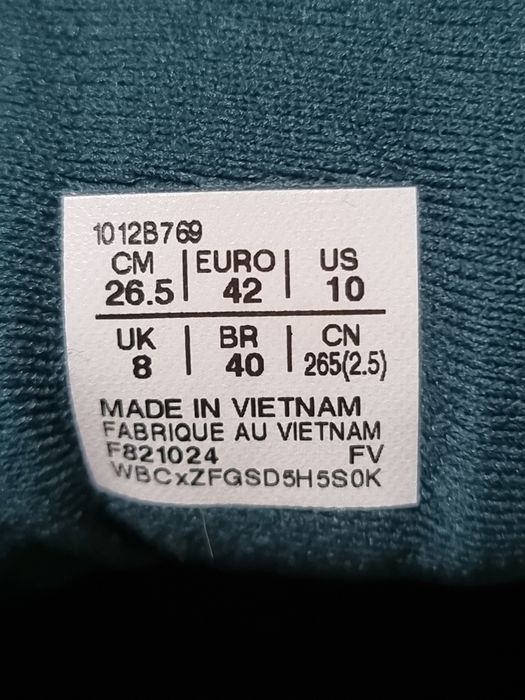 1012B769
CM | EURO | US
26.5 | 42 | 10
UK | BR | CN
8 | 40 | 265(2.5)
MADE IN VIETNAM
FABRIQUE AU VIETNAM
F821024 FV
WBCxZFGSD5H5S0K